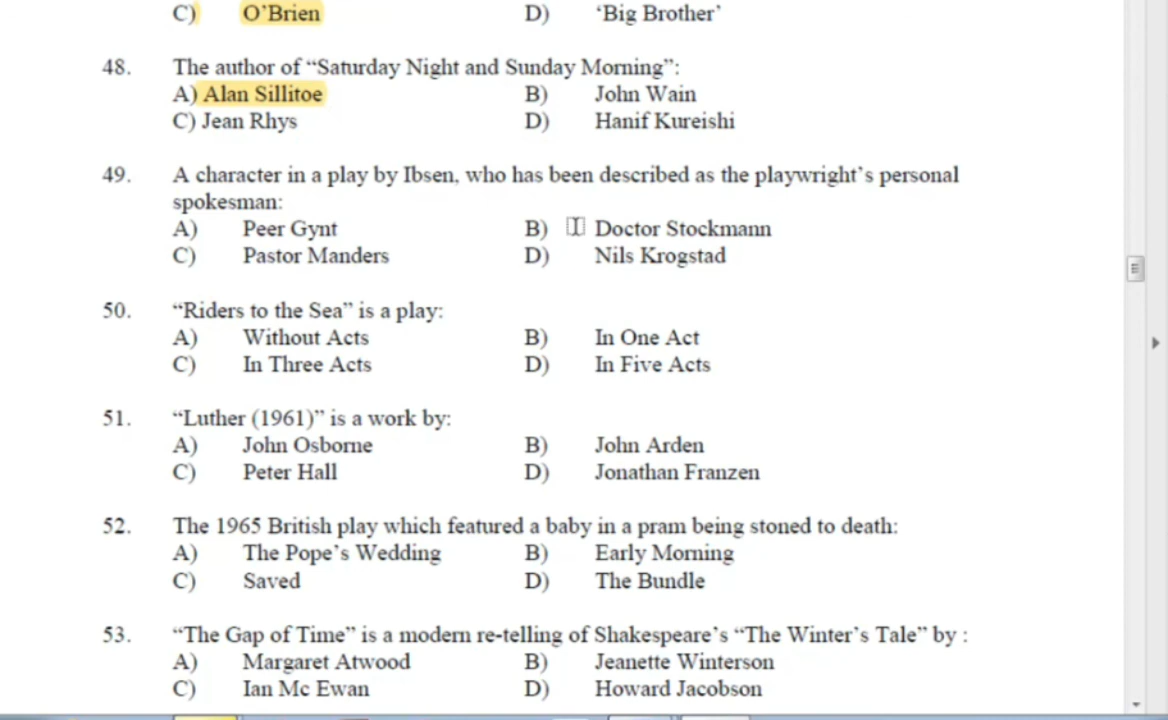 C) O’Brien D) ‘Big Brother’
48. The author of “Saturday Night and Sunday Morning”:
A) Alan Sillitoe B) John Wain
C) Jean Rhys D) Hanif Kureishi
49. A character in a play by Ibsen, who has been described as the playwright’s personal
spokesman:
A) Peer Gynt B) Doctor Stockmann
C) Pastor Manders D) Nils Krogstad
50. “Riders to the Sea” is a play:
A) Without Acts B) In One Act
C) In Three Acts D) In Five Acts
51. “Luther (1961)” is a work by:
A) John Osborne B) John Arden
C) Peter Hall D) Jonathan Franzen
52. The 1965 British play which featured a baby in a pram being stoned to death:
A) The Pope’s Wedding B) Early Morning
C) Saved D) The Bundle
53. “The Gap of Time” is a modern re-telling of Shakespeare’s “The Winter’s Tale” by :
A) Margaret Atwood B) Jeanette Winterson
C) Ian Mc Ewan D) Howard Jacobson